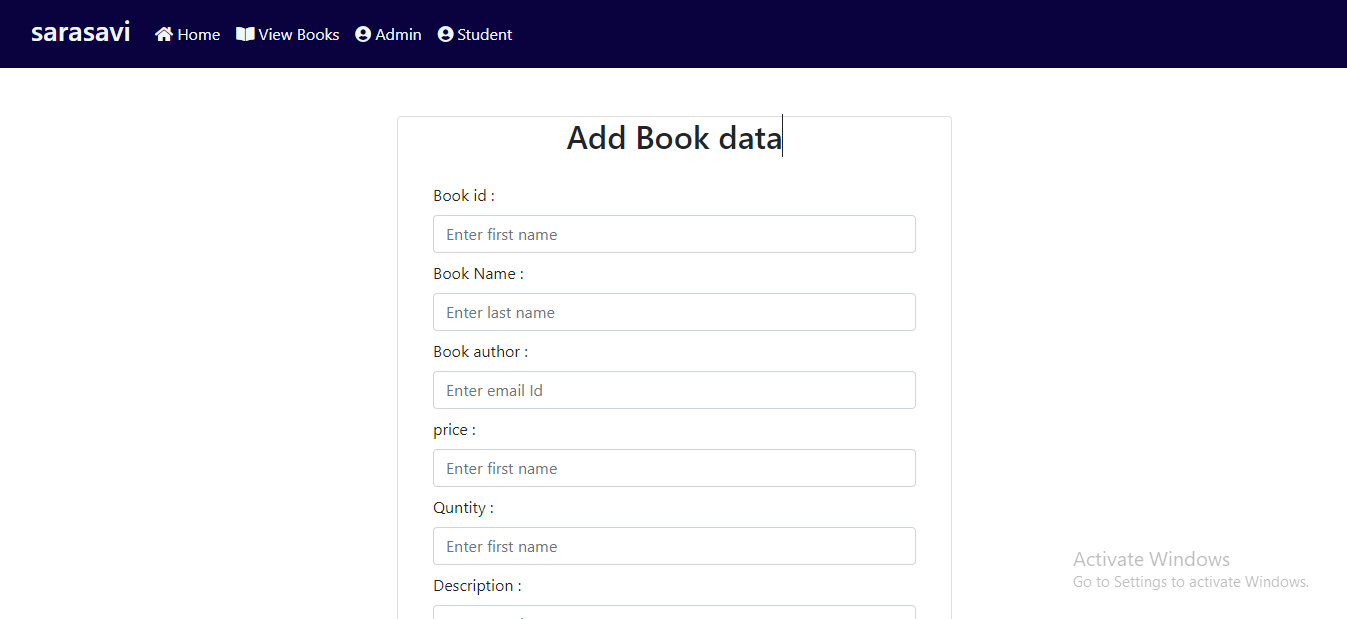 sarasavi Home View Books Admin Student
Add Book data
Book id :
Enter first name
Book Name :
Enter last name
Book author :
Enter email Id
price :
Enter first name
Quntity :
Enter first name
Description :
Activate Windows
Go to Settings to activate Windows.